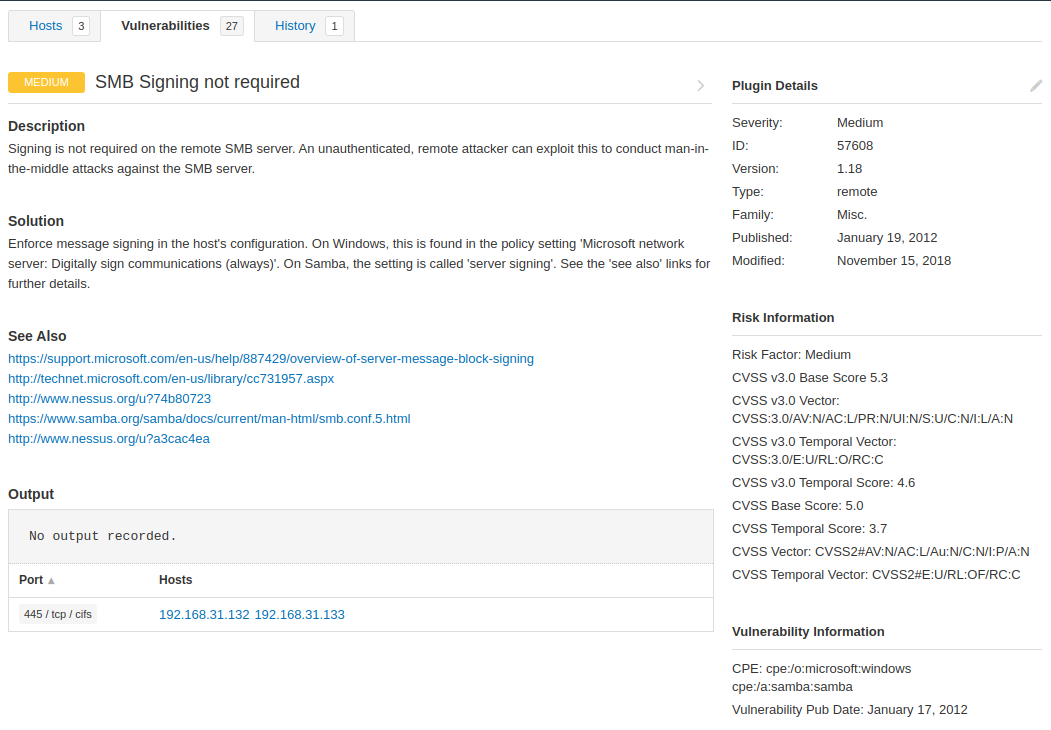 Hosts 3 Vulnerabilities 27 History 1
MEDIUM SMB Signing not required
Description
Signing is not required on the remote SMB server. An unauthenticated, remote attacker can exploit this to conduct man-in-
the-middle attacks against the SMB server.
Solution
Enforce message signing in the host's configuration. On Windows, this is found in the policy setting 'Microsoft network
server: Digitally sign communications (always)'. On Samba, the setting is called 'server signing'. See the 'see also' links for
further details.
See Also
https://support.microsoft.com/en-us/help/887429/overview-of-server-message-block-signing
http://technet.microsoft.com/en-us/library/cc731957.aspx
http://www.nessus.org/u?74b80723
https://www.samba.org/samba/docs/current/man-html/smb.conf.5.html
http://www.nessus.org/u?a3cac4ea
Output
No output recorded.
Port Hosts
445 / tcp / cifs 192.168.31.132 192.168.31.133
Plugin Details
Severity: Medium
ID: 57608
Version: 1.18
Type: remote
Family: Misc.
Published: January 19, 2012
Modified: November 15, 2018
Risk Information
Risk Factor: Medium
CVSS v3.0 Base Score 5.3
CVSS v3.0 Vector:
CVSS:3.0/AV:N/AC:L/PR:N/UI:N/S:U/C:N/I:L/A:N
CVSS v3.0 Temporal Vector:
CVSS:3.0/E:U/RL:O/RC:C
CVSS v3.0 Temporal Score: 4.6
CVSS Base Score: 5.0
CVSS Temporal Score: 3.7
CVSS Vector: CVSS2#AV:N/AC:L/Au:N/C:N/I:P/A:N
CVSS Temporal Vector: CVSS2#E:U/RL:OF/RC:C
Vulnerability Information
CPE: cpe:/o:microsoft:windows
cpe:/a:samba:samba
Vulnerability Pub Date: January 17, 2012